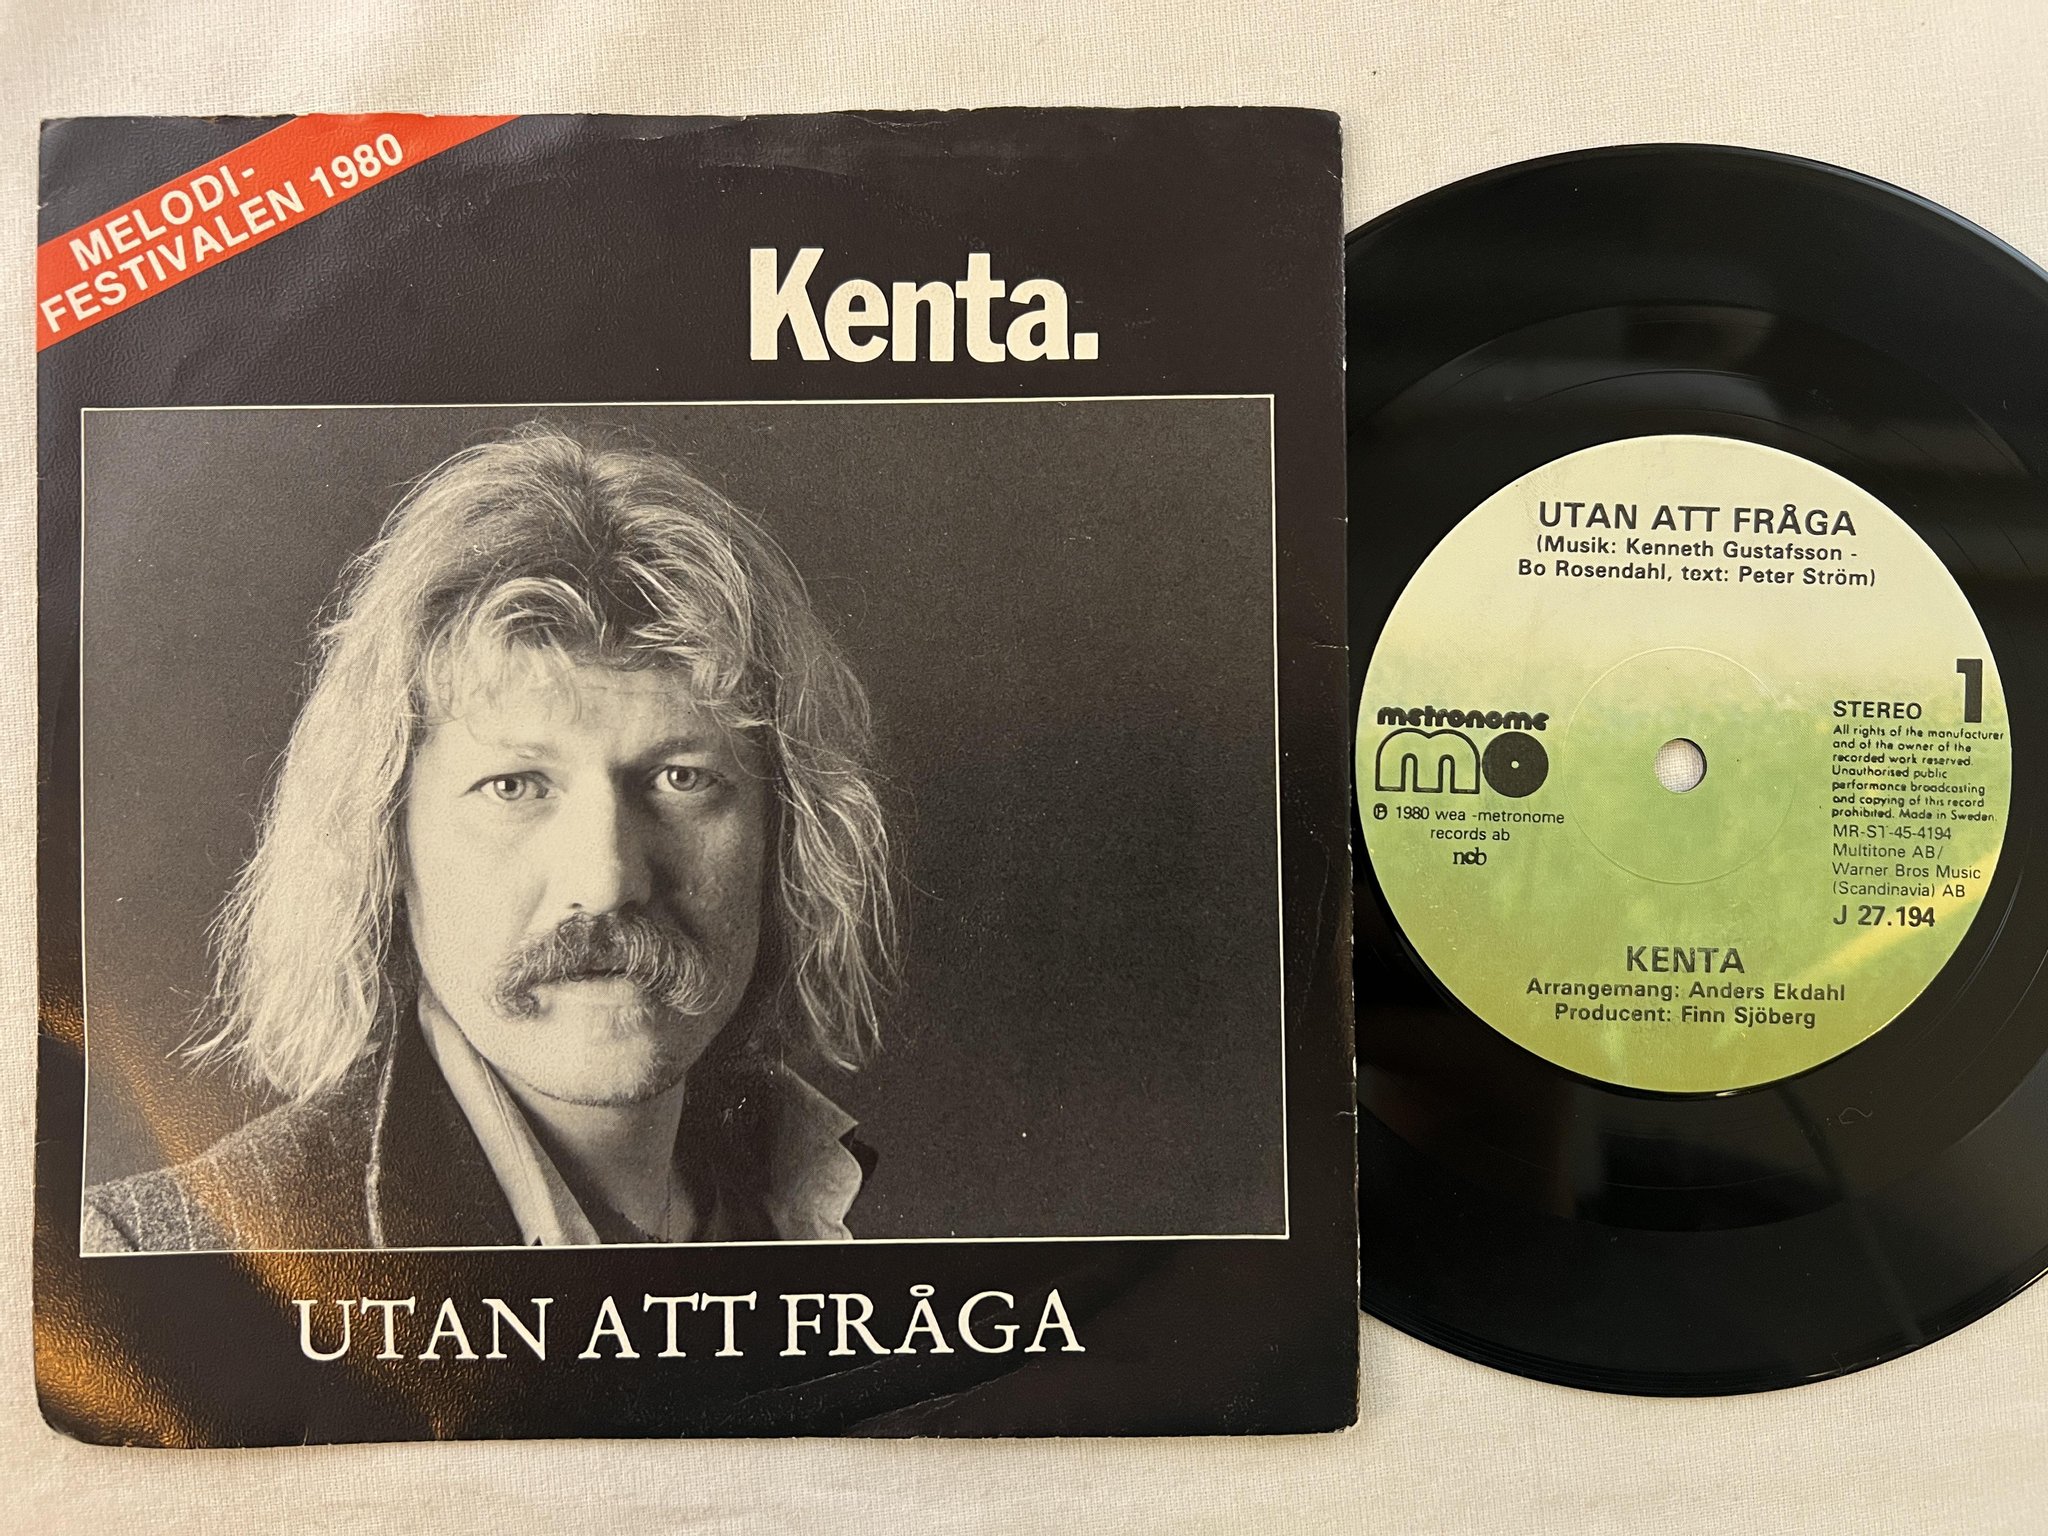 MELODI-
FESTIVALEN 1980
Kenta.
UTAN ATT FRÅGA
UTAN ATT FRÅGA
(Musik: Kenneth Gustafsson -
Bo Rosendahl, text: Peter Ström)
1
metronome
STEREO
All rights of the manufacturer
and of the owner of the
recorded work reserved.
Unauthorised public
performance broadcasting
and copying of this record
prohibited. Made in Sweden.
MR-ST-45-4194
Multitone AB/
Warner Bros Music
(Scandinavia) AB
J 27.194
℗ 1980 wea -metronome
records ab
ncb
KENTA
Arrangemang: Anders Ekdahl
Producent: Finn Sjöberg